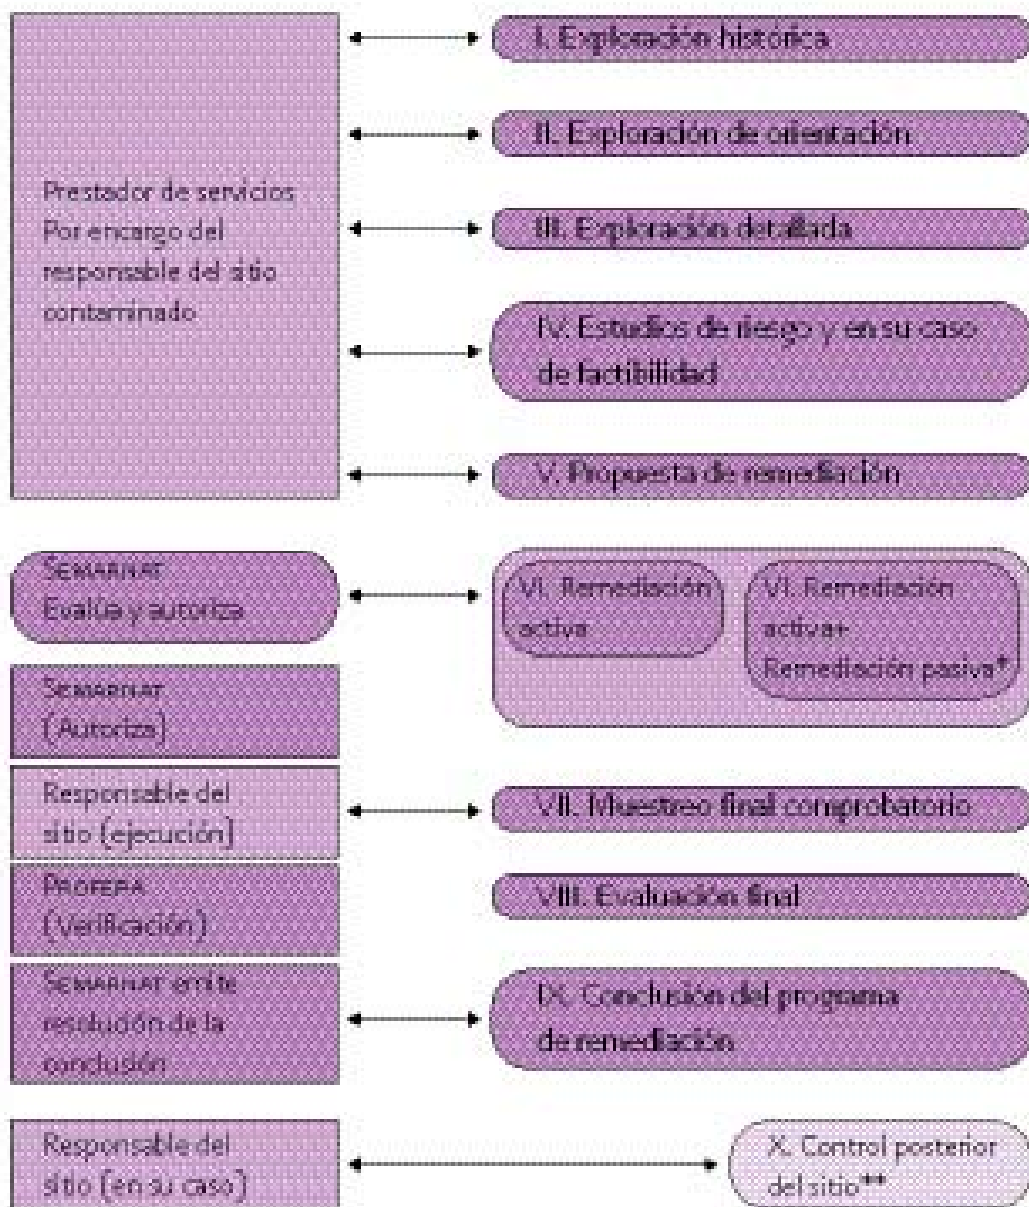 I. Exploración histórica
II. Exploración de orientación
Prestador de servicios
Por encargo del
responsable del sitio
contaminado
III. Exploración detallada
IV. Estudios de riesgo y en su caso
de factibilidad
V. Propuesta de remediación
SEMARNAT
Evalúa y autoriza
VI. Remediación
activa
VI. Remediación
activa+
Remediación pasiva*
SEMARNAT
(Autoriza)
Responsable del
sitio (ejecución)
VII. Muestreo final comprobatorio
PROFEPA
(Verificación)
VIII. Evaluación final
SEMARNAT emite
resolución de la
conclusión
IX. Conclusión del programa
de remediación
Responsable del
sitio (en su caso)
X. Control posterior
del sitio**